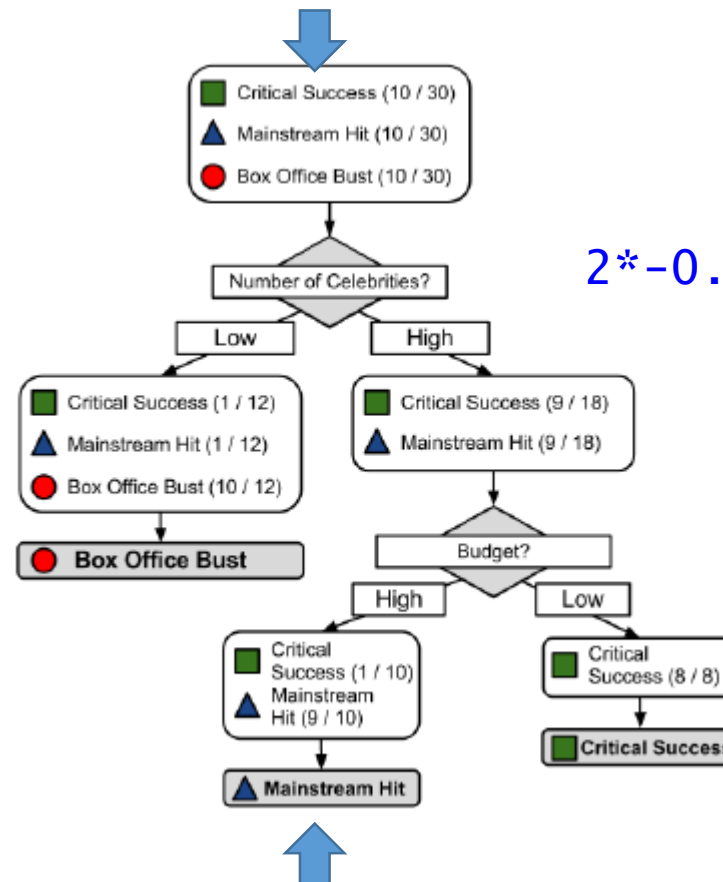 Critical Success (10 / 30)
Mainstream Hit (10 / 30)
Box Office Bust (10 / 30)
Number of Celebrities?
2*-0.
Low
High
Critical Success (1 / 12)
Mainstream Hit (1 / 12)
Box Office Bust (10 / 12)
Critical Success (9 / 18)
Mainstream Hit (9 / 18)
Box Office Bust
Budget?
High
Low
Critical
Success (1 / 10)
Mainstream
Hit (9 / 10)
Critical
Success (8 / 8)
Mainstream Hit
Critical Success